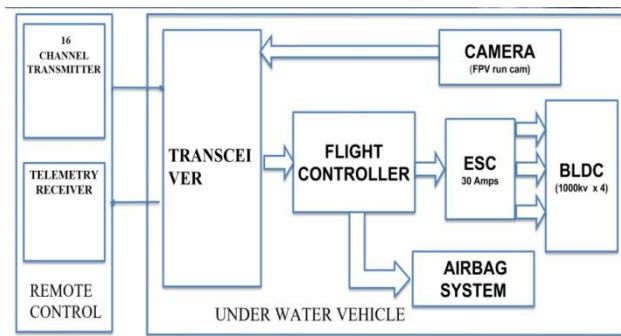 16
CHANNEL
TRANSMITTER
TELEMETRY
RECEIVER
REMOTE
CONTROL
TRANSCEI
VER
CAMERA
(FPV run cam)
FLIGHT
CONTROLLER
ESC
30 Amps
BLDC
(1000kv x 4)
AIRBAG
SYSTEM
UNDER WATER VEHICLE